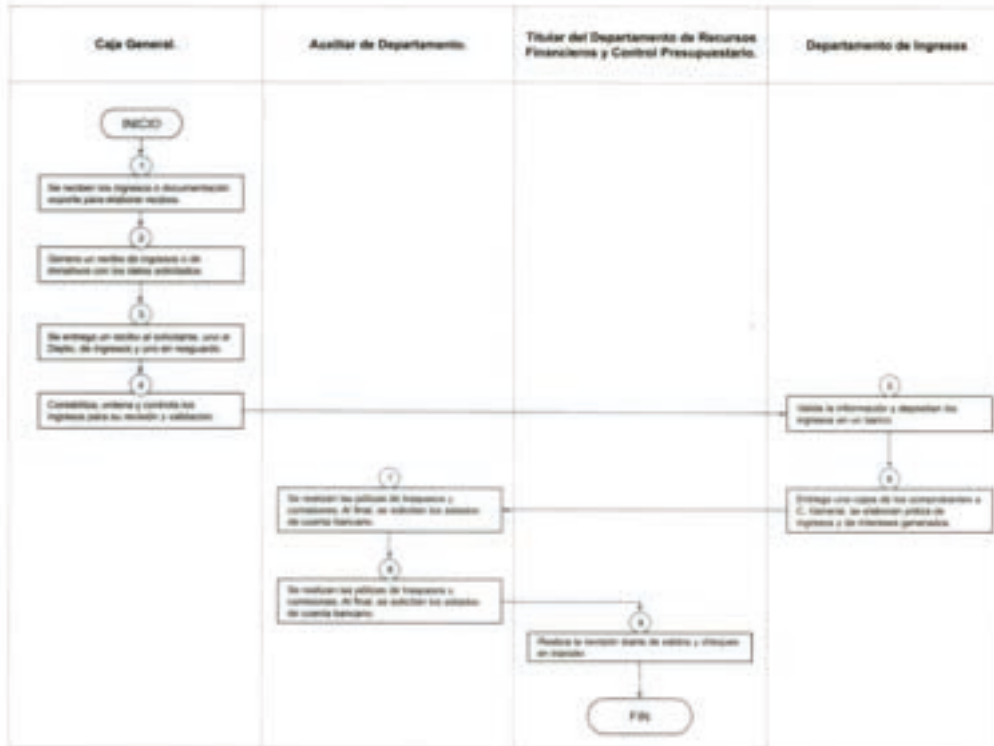 Caja General.
Auxiliar de Departamento.
Titular del Departamento de Recursos
Financieros y Control Presupuestario.
Departamento de Ingresos
INICIO
1
Se reciben los ingresos o documentación
soporte para elaborar recibos.
2
Genera un recibo de ingresos o de
donativos con los datos solicitados.
3
Se entrega un recibo al solicitante, uno al
Depto. de ingresos y uno en resguardo.
4
Contabiliza, ordena y controla los
ingresos para su revisión y validación.
5
Valida la información y depositan los
ingresos en un banco.
6
Entrega una copia de los comprobantes a
C. General, se elaboran póliza de
ingresos y de intereses generados.
7
Se realizan las pólizas de traspasos y
comisiones. Al final, se solicitan los estados
de cuenta bancario.
8
Se realizan las pólizas de traspasos y
comisiones. Al final, se solicitan los estados
de cuenta bancario.
9
Realiza la revisión diaria de saldos y cheques
en tránsito.
FIN